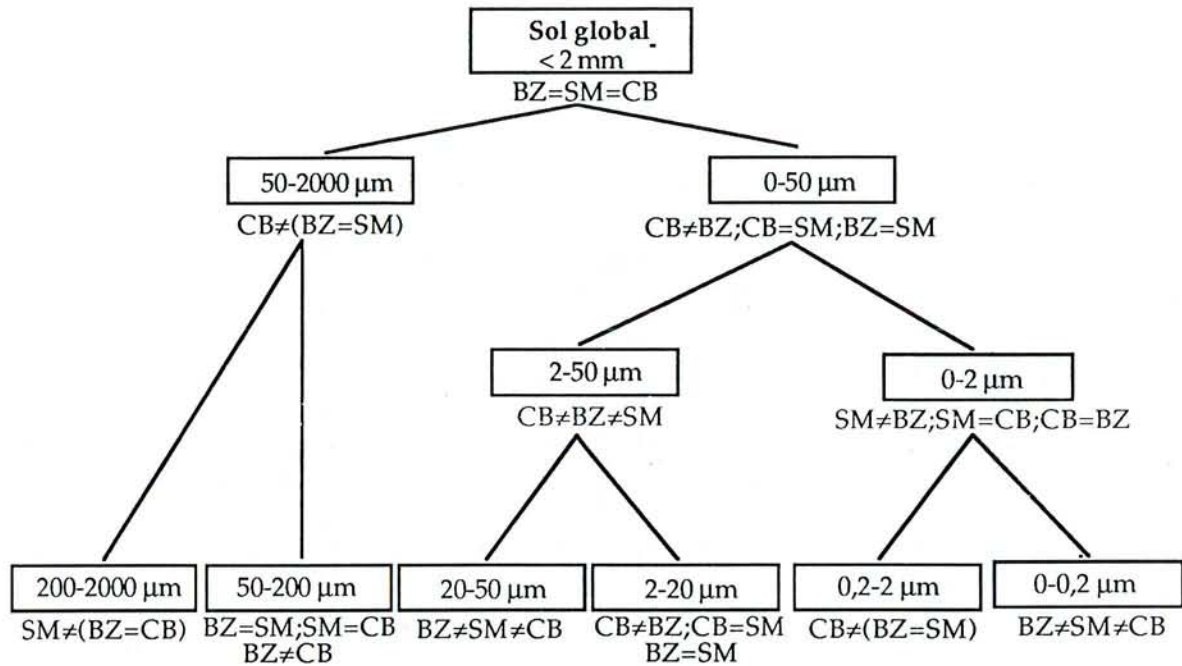 Sol global
< 2 mm
BZ=SM=CB
50-2000 µm
0-50 µm
CB≠(BZ=SM)
CB≠BZ;CB=SM;BZ=SM
2-50 µm
0-2 µm
CB≠BZ≠SM
SM≠BZ;SM=CB;CB=BZ
200-2000 µm
50-200 µm
20-50 µm
2-20 µm
0,2-2 µm
0-0,2 µm
SM≠(BZ=CB)
BZ=SM;SM=CB
BZ≠CB
BZ≠SM≠CB
CB≠BZ;CB=SM
BZ=SM
CB≠(BZ=SM)
BZ≠SM≠CB